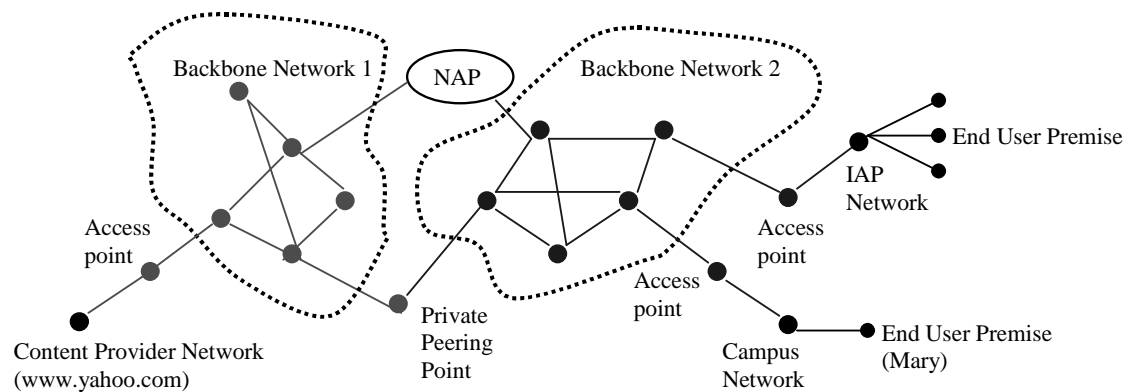 Backbone Network 1
NAP
Backbone Network 2
End User Premise
IAP
Network
Access
point
Access
point
Access
point
Private
Peering
Point
Content Provider Network
(www.yahoo.com)
Campus
Network
End User Premise
(Mary)